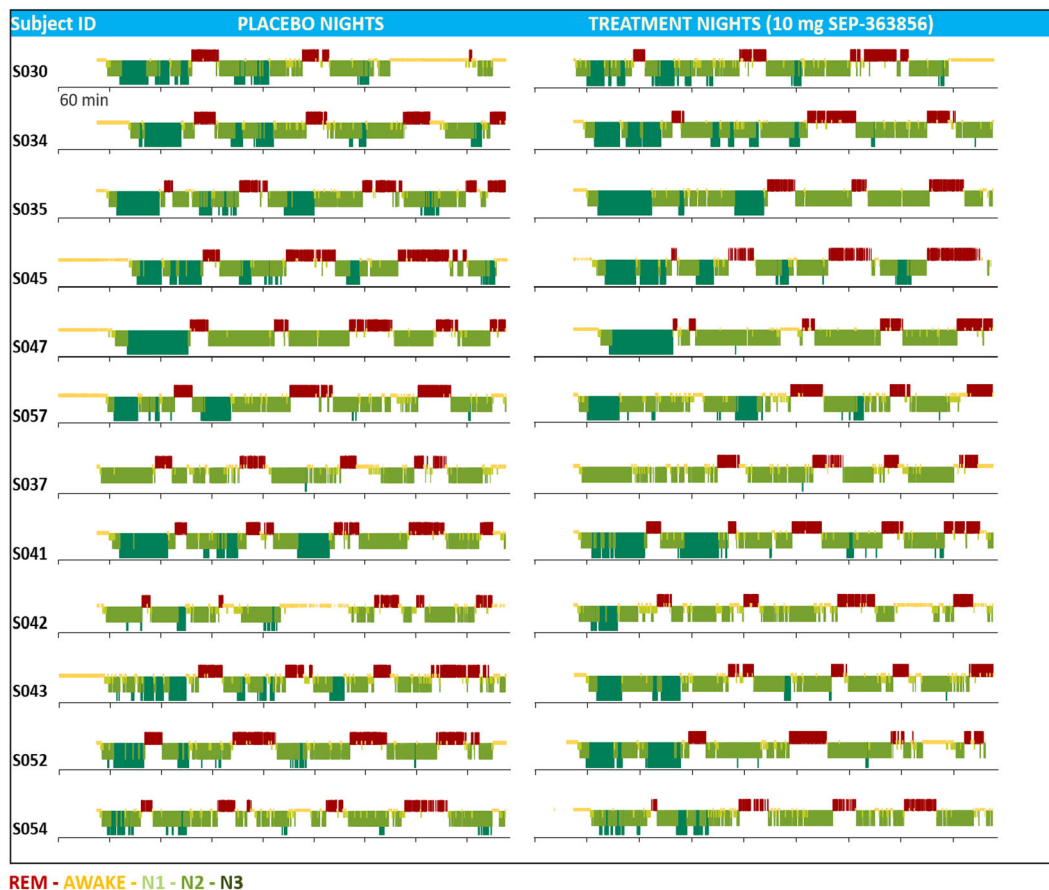 Subject ID PLACEBO NIGHTS TREATMENT NIGHTS (10 mg SEP-363856)
S030
60 min
S034
S035
S045
S047
S057
S037
S041
S042
S043
S052
S054
REM - AWAKE - N1 - N2 - N3